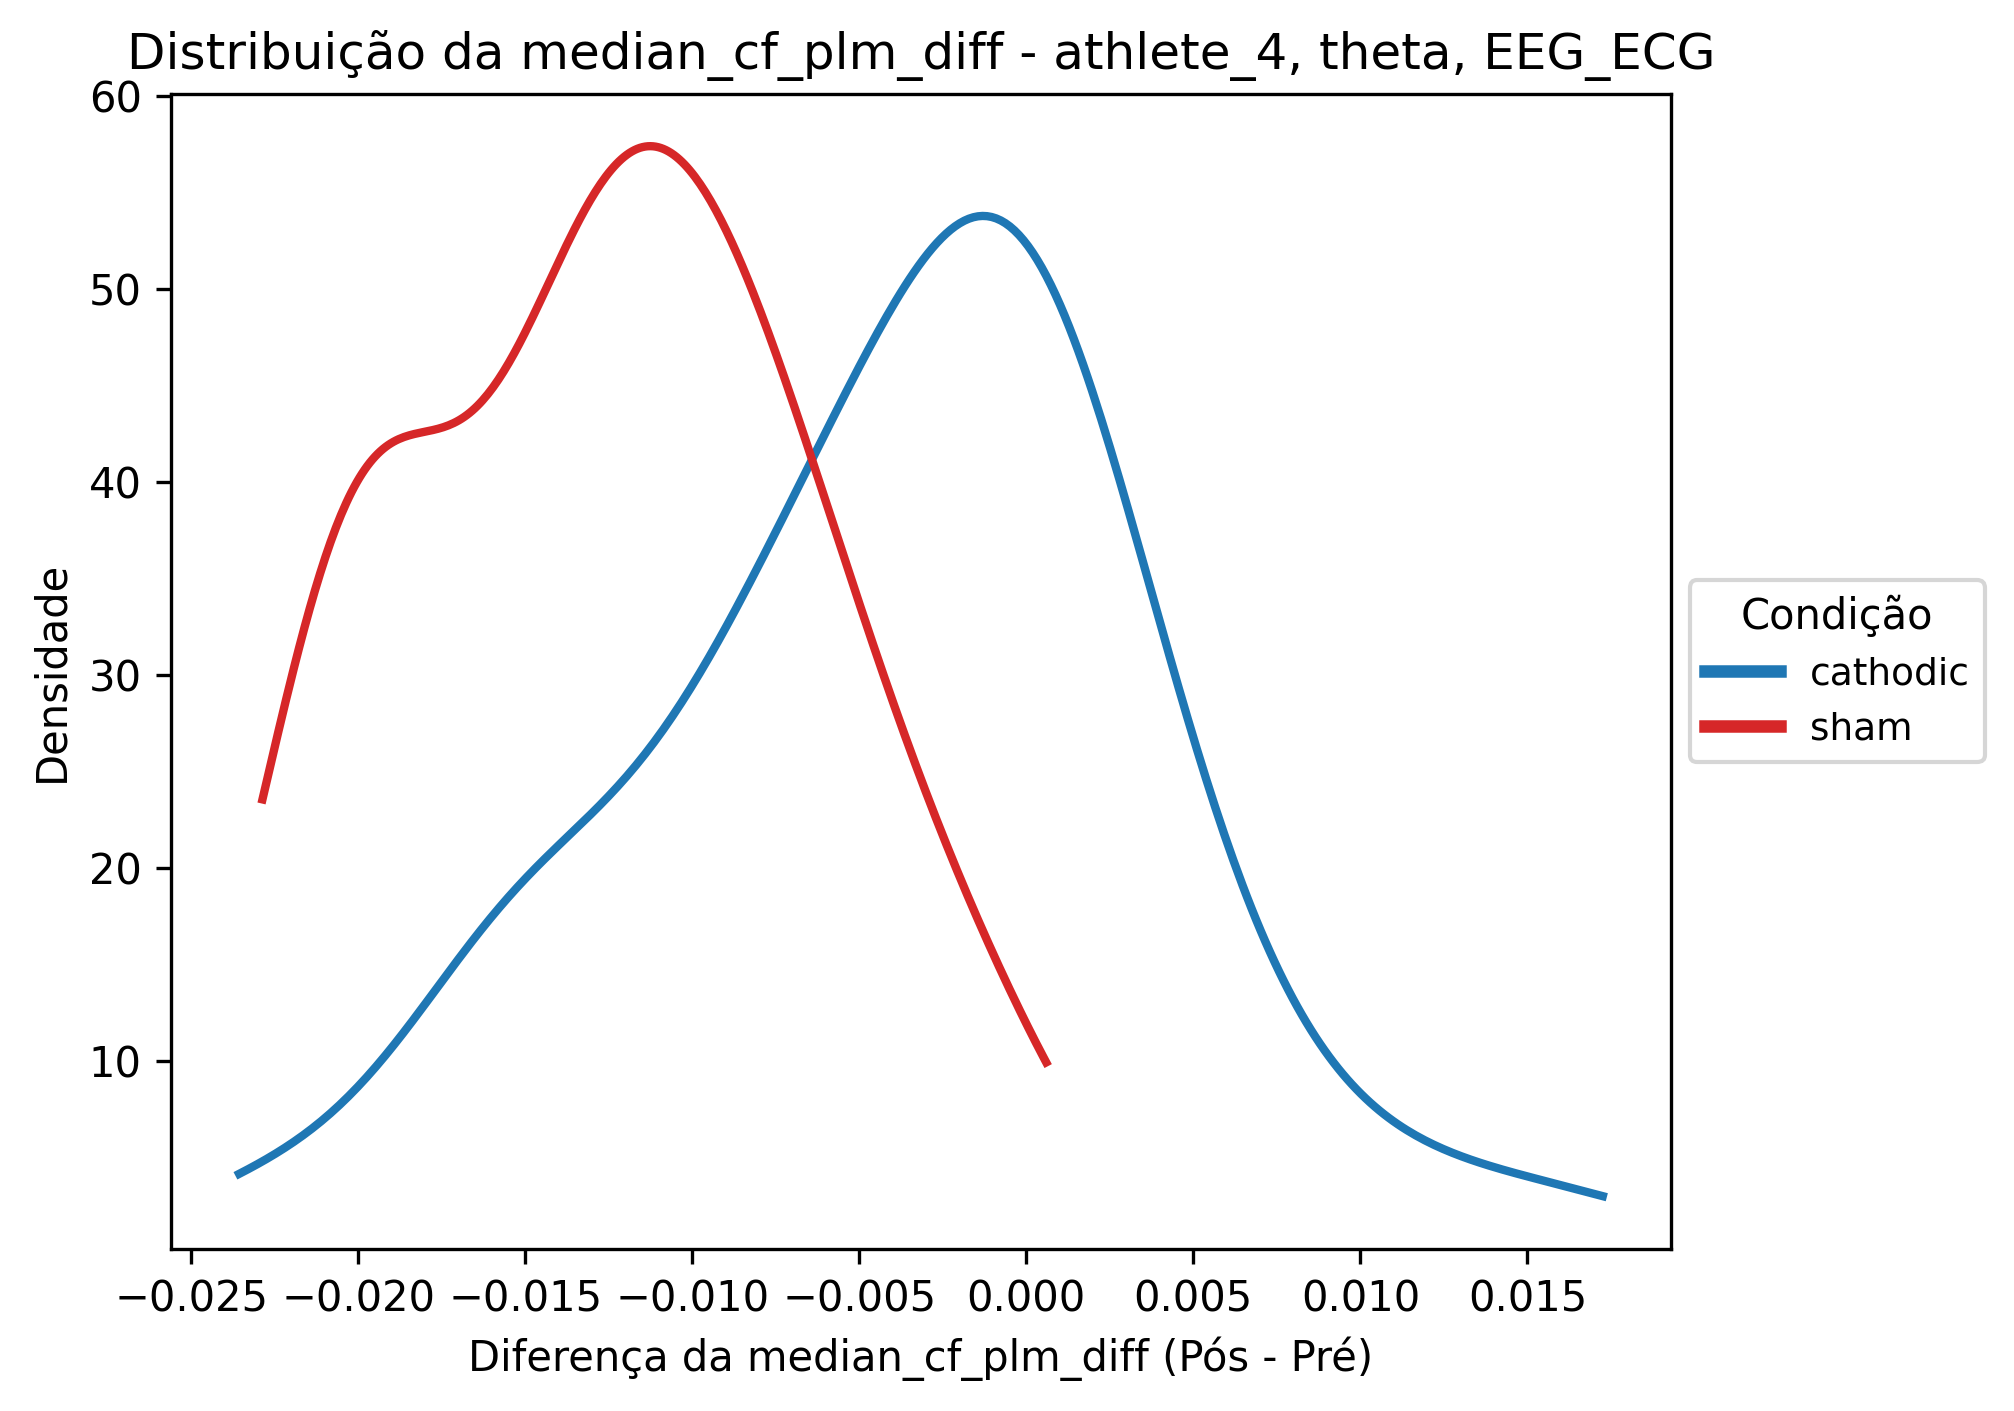 Distribuição da median_cf_plm_diff - athlete_4, theta, EEG_ECG
60
50
40
30
20
10
Densidade
−0.025 −0.020 −0.015 −0.010 −0.005 0.000 0.005 0.010 0.015
Diferença da median_cf_plm_diff (Pós - Pré)
Condição
cathodic
sham